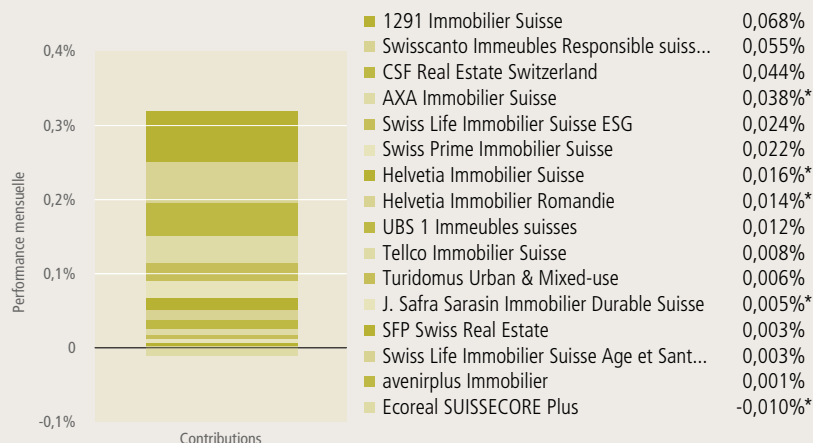 1291 Immobilier Suisse 0,068%
Swisscanto Immeubles Responsible suiss... 0,055%
CSF Real Estate Switzerland 0,044%
AXA Immobilier Suisse 0,038%*
Swiss Life Immobilier Suisse ESG 0,024%
Swiss Prime Immobilier Suisse 0,022%
Helvetia Immobilier Suisse 0,016%*
Helvetia Immobilier Romandie 0,014%*
UBS 1 Immeubles suisses 0,012%
Tellco Immobilier Suisse 0,008%
Turidomus Urban & Mixed-use 0,006%
J. Safra Sarasin Immobilier Durable Suisse 0,005%*
SFP Swiss Real Estate 0,003%
Swiss Life Immobilier Suisse Age et Sant... 0,003%
avenirplus Immobilier 0,001%
Ecoreal SUISSECORE Plus -0,010%*
Performance mensuelle
0,4%
0,3%
0,2%
0,1%
0
-0,1%
Contributions